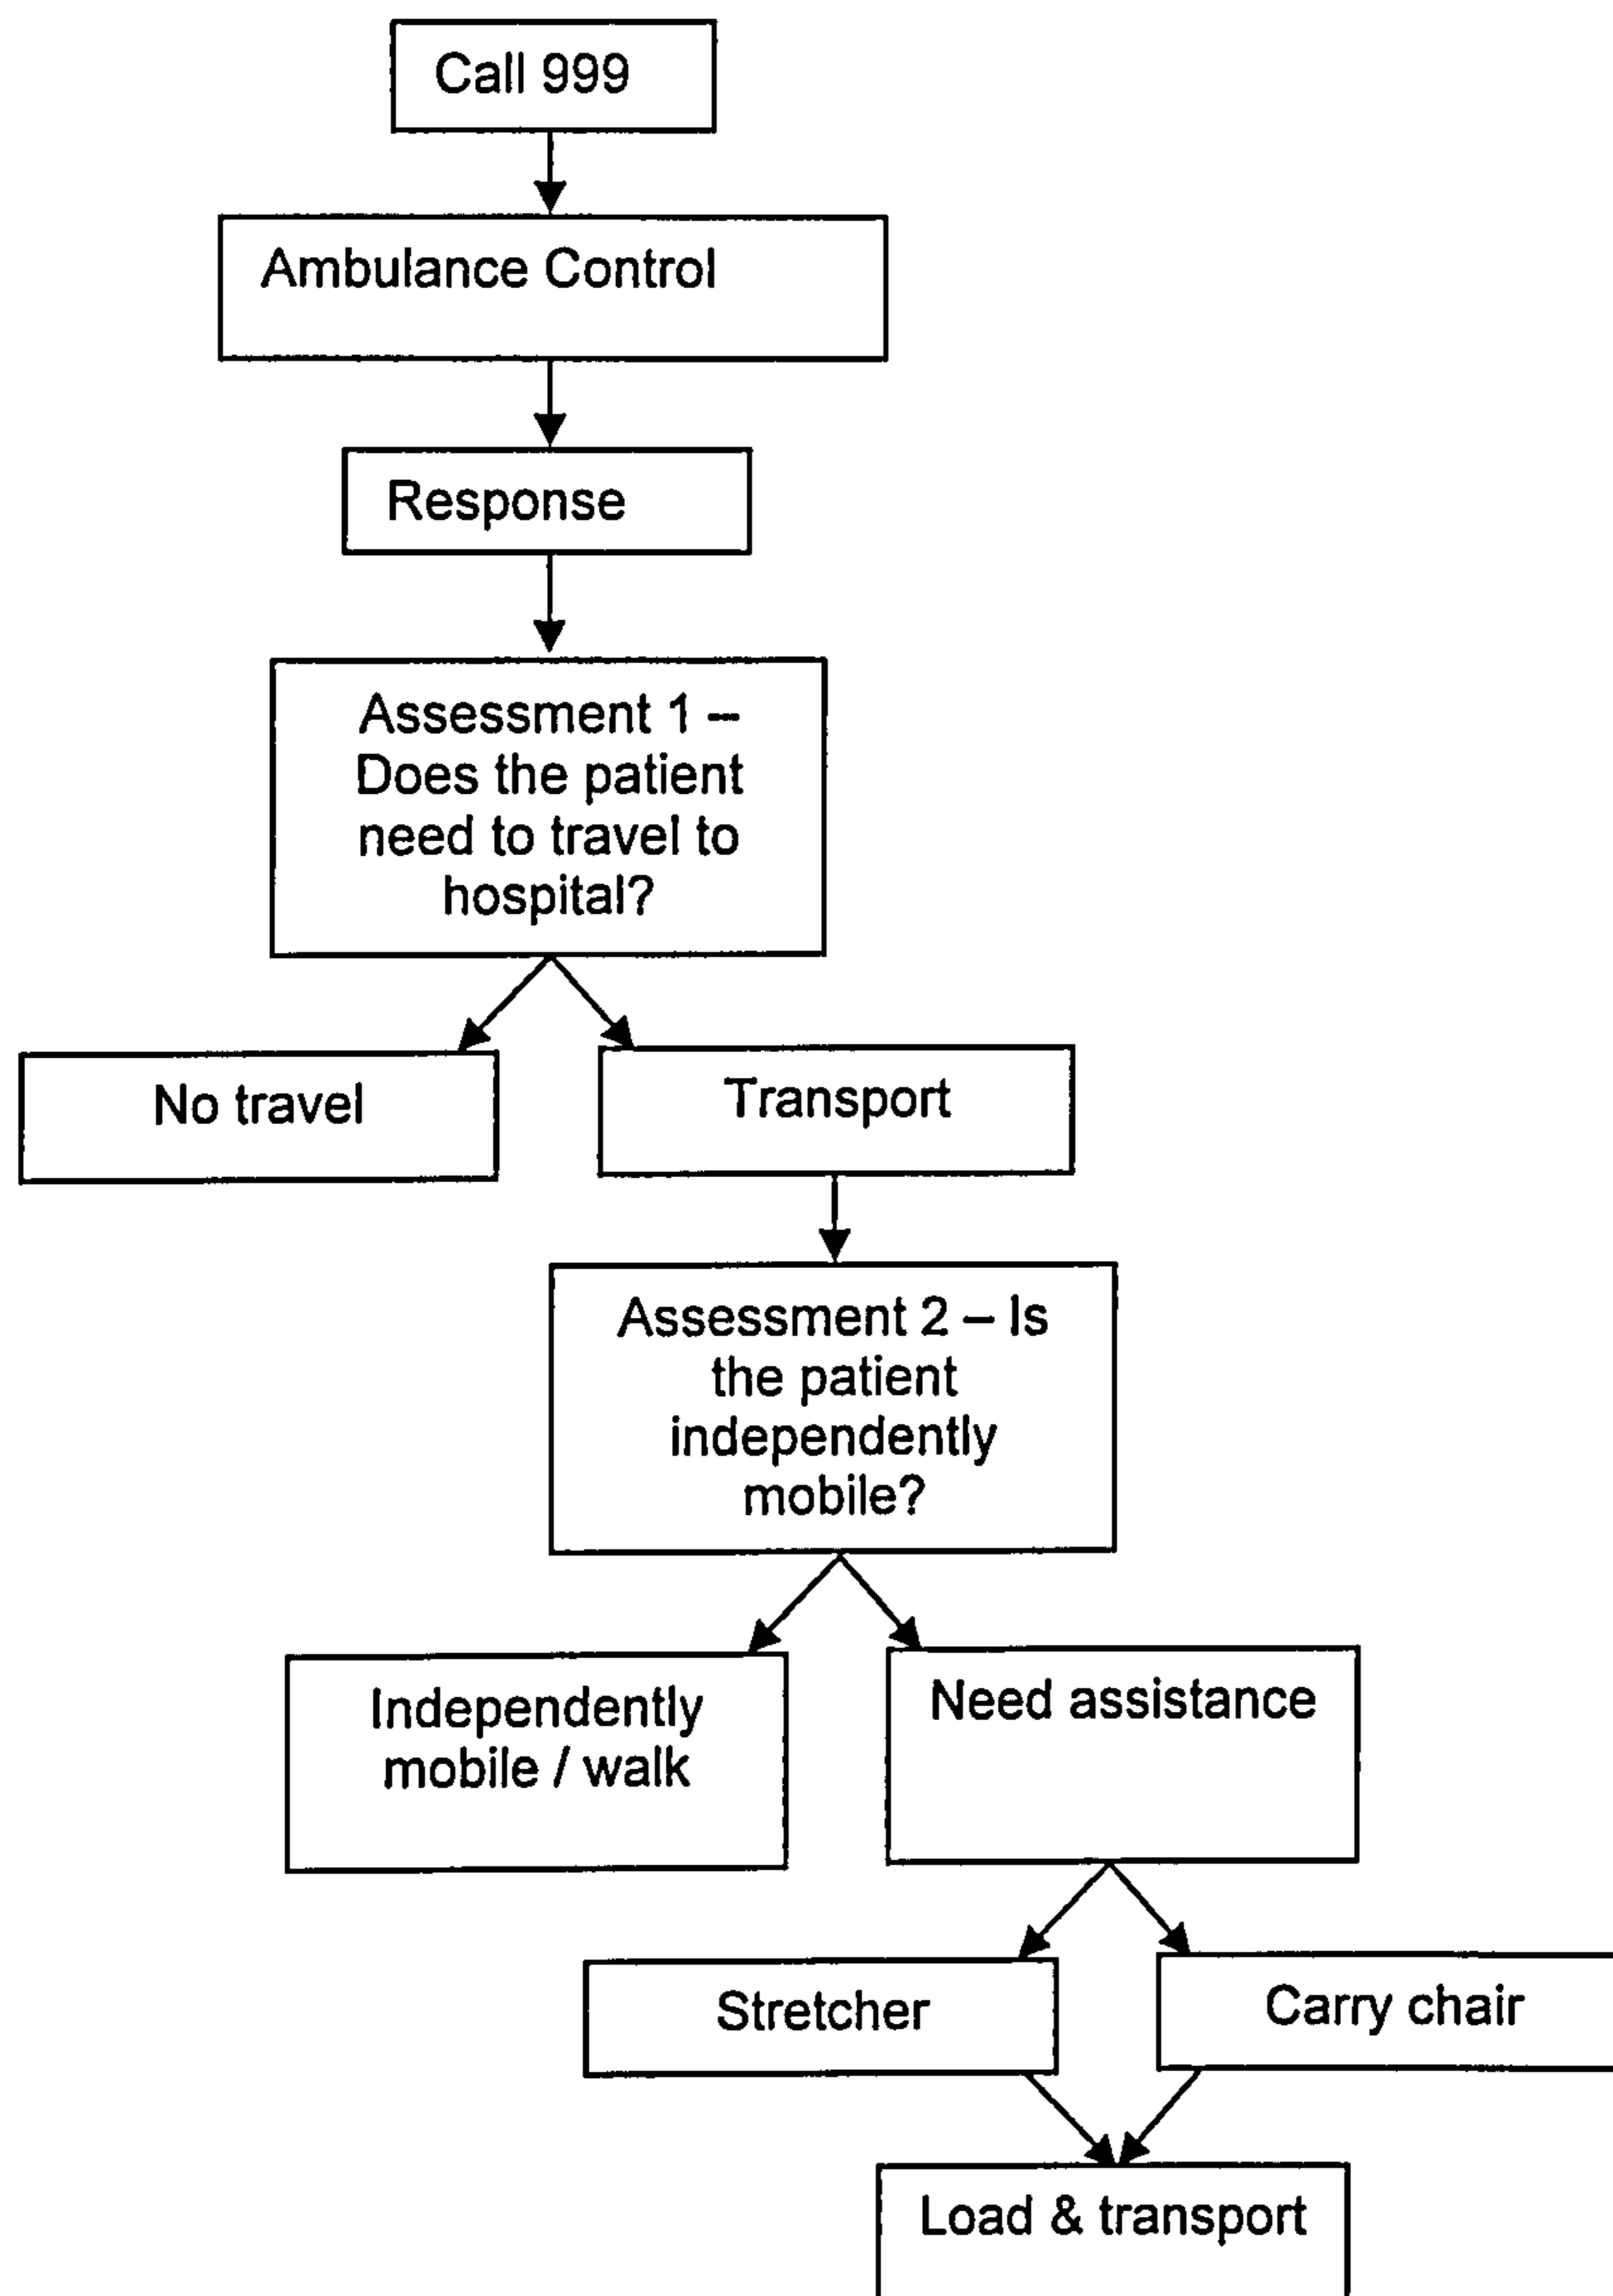 Call 999
Ambulance Control
Response
Assessment 1 –
Does the patient
need to travel to
hospital?
No travel
Transport
Assessment 2 – Is
the patient
independently
mobile?
Independently
mobile / walk
Need assistance
Stretcher
Carry chair
Load & transport